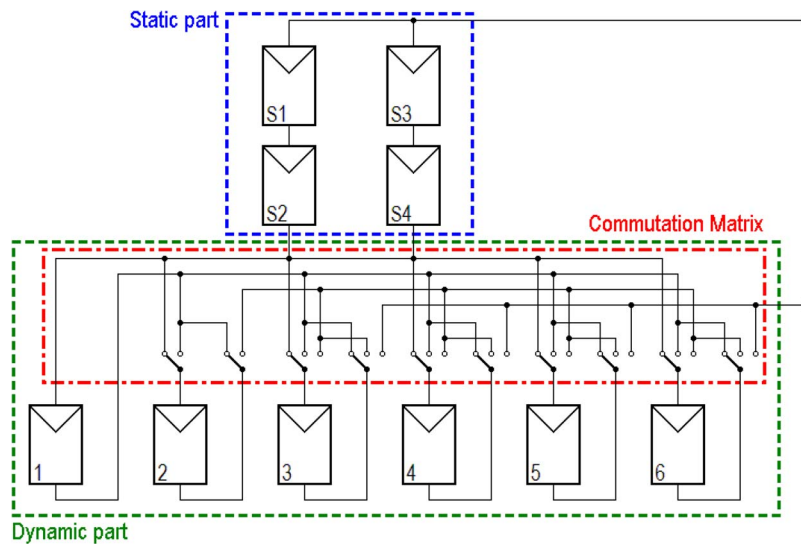 Static part
S1
S3
S2
S4
Commutation Matrix
1
2
3
4
5
6
Dynamic part